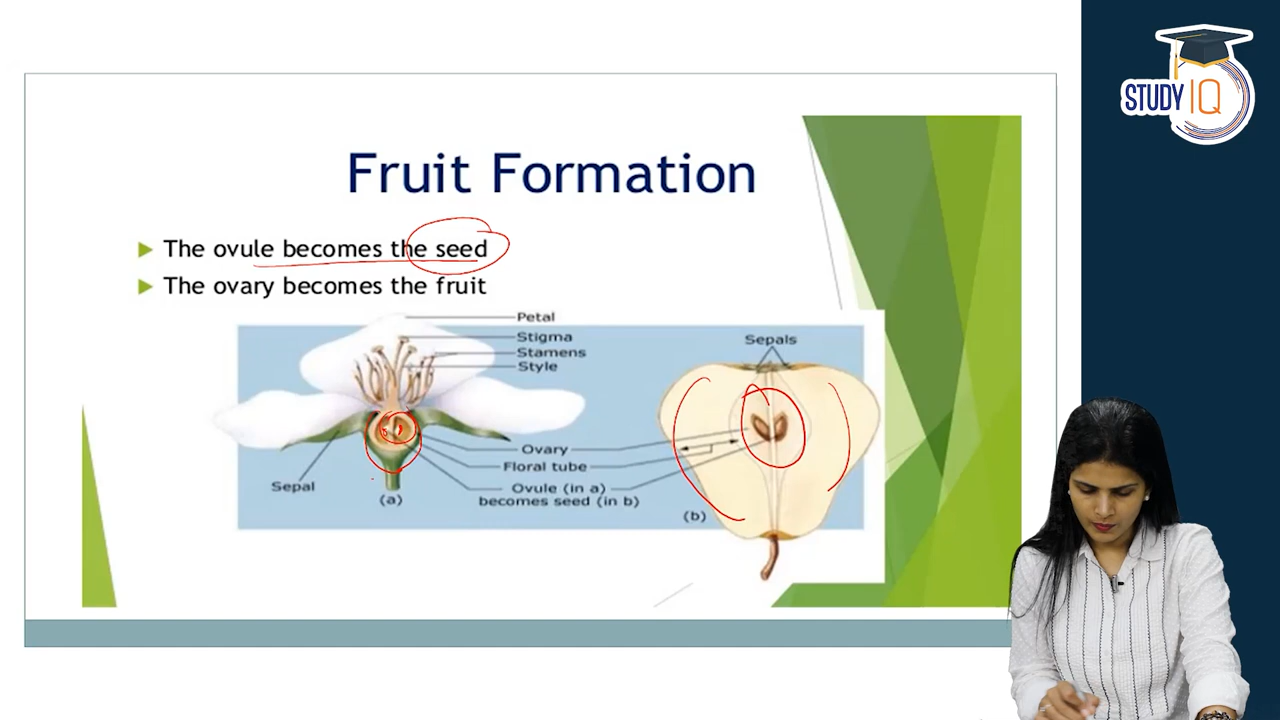 STUDY IQ
Fruit Formation
The ovule becomes the seed
The ovary becomes the fruit
Petal
Stigma
Stamens
Style
Sepals
Ovary
Floral tube
Sepal
Ovule (in a)
becomes seed (in b)
(a)
(b)